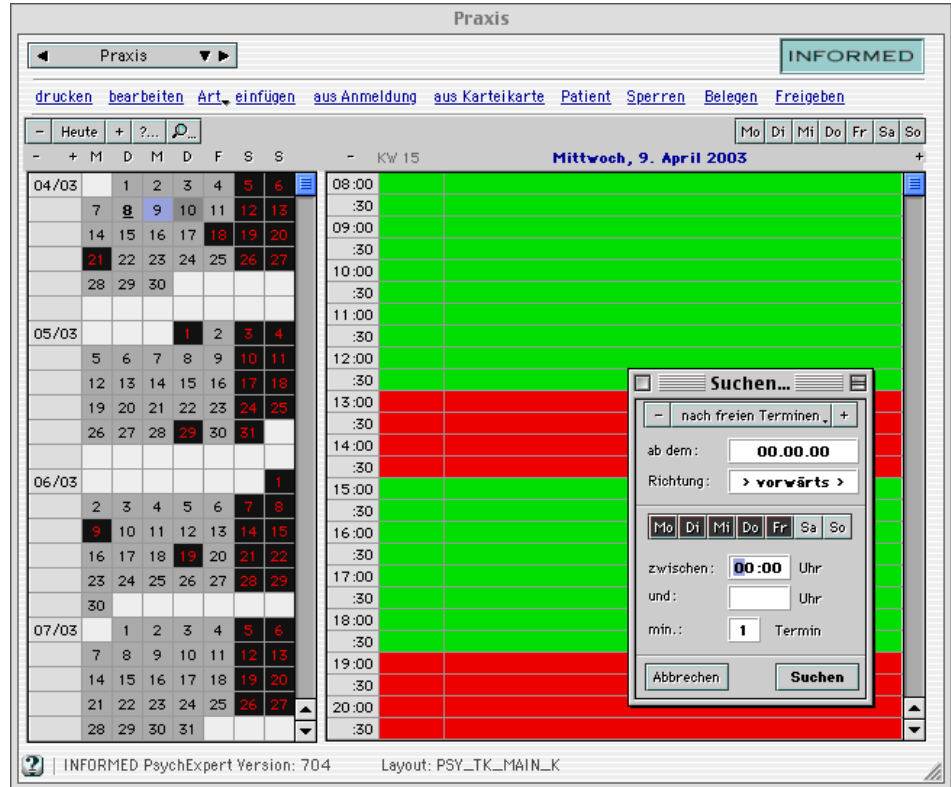 Praxis
Praxis
INFORMED
drucken bearbeiten Art einfügen aus Anmeldung aus Karteikarte Patient Sperren Belegen Freigeben
- Heute + ?... ... Mo Di Mi Do Fr Sa So
- + M D M D F S S - KW 15 Mittwoch, 9. April 2003 +
04/03 1 2 3 4 5 6
7 8 9 10 11 12 13
14 15 16 17 18 19 20
21 22 23 24 25 26 27
28 29 30
05/03 1 2 3 4
5 6 7 8 9 10 11
12 13 14 15 16 17 18
19 20 21 22 23 24 25
26 27 28 29 30 31
06/03 1
2 3 4 5 6 7 8
9 10 11 12 13 14 15
16 17 18 19 20 21 22
23 24 25 26 27 28 29
30
07/03 1 2 3 4 5 6
7 8 9 10 11 12 13
14 15 16 17 18 19 20
21 22 23 24 25 26 27
28 29 30 31
08:00
:30
09:00
:30
10:00
:30
11:00
:30
12:00
:30
13:00
:30
14:00
:30
15:00
:30
16:00
:30
17:00
:30
18:00
:30
19:00
:30
20:00
:30
Suchen...
- nach freien Terminen +
ab dem: 00.00.00
Richtung: > vorwärts >
Mo Di Mi Do Fr Sa So
zwischen: 00:00 Uhr
und: Uhr
min.: 1 Termin
Abbrechen Suchen
? | INFORMED PsychExpert Version: 704 Layout: PSY_TK_MAIN_K